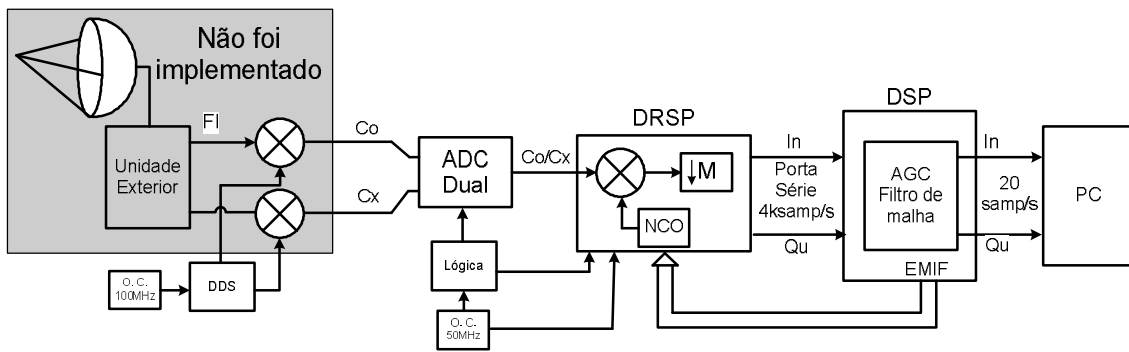 Não foi
implementado
FI
Unidade
Exterior
Co
Cx
O. C.
100MHz
DDS
ADC
Dual
Co/Cx
Lógica
O. C.
50MHz
DRSP
↓M
NCO
In
Porta
Série
4ksamp/s
Qu
DSP
AGC
Filtro de
malha
EMIF
In
20
samp/s
Qu
PC